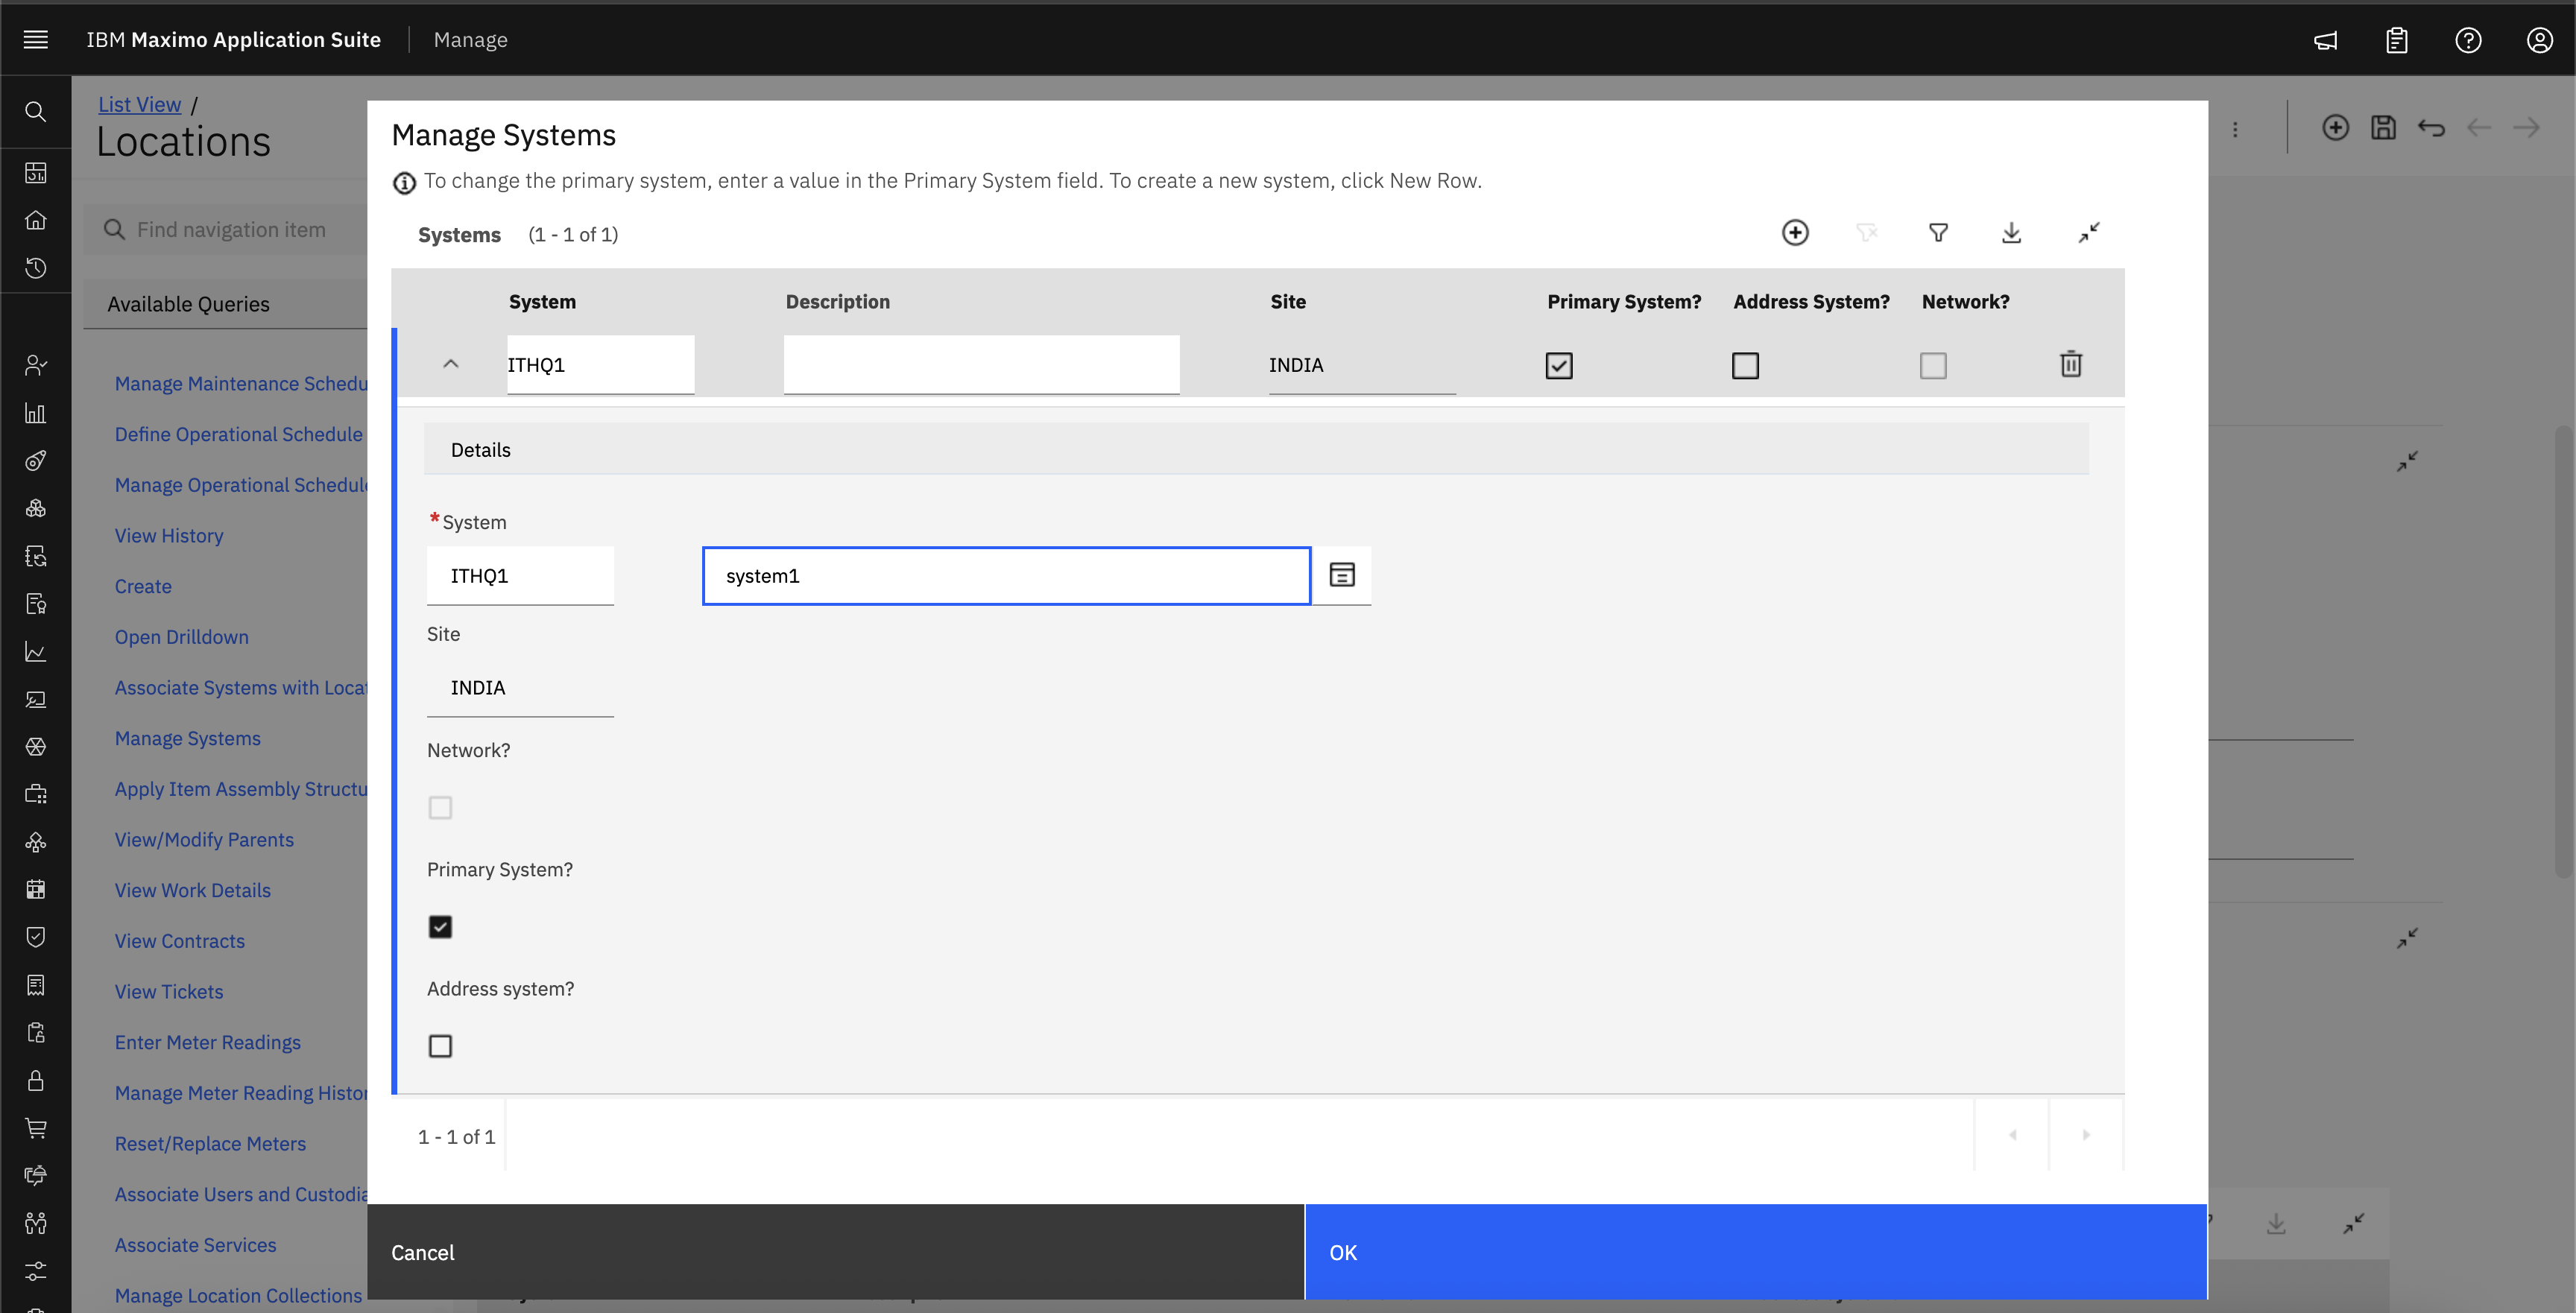 IBM Maximo Application Suite
Manage
List View /
Locations
Find navigation item
Available Queries
Manage Maintenance Schedu
Define Operational Schedule
Manage Operational Schedule
View History
Create
Open Drilldown
Associate Systems with Locat
Manage Systems
Apply Item Assembly Structu
View/Modify Parents
View Work Details
View Contracts
View Tickets
Enter Meter Readings
Manage Meter Reading Histor
Reset/Replace Meters
Associate Users and Custodia
Associate Services
Manage Location Collections
Manage Systems
To change the primary system, enter a value in the Primary System field. To create a new system, click New Row.
Systems (1 - 1 of 1)
System Description Site Primary System? Address System? Network?
ITHQ1 INDIA
Details
*System
ITHQ1 system1
Site
INDIA
Network?
Primary System?
Address system?
1 - 1 of 1
Cancel
OK